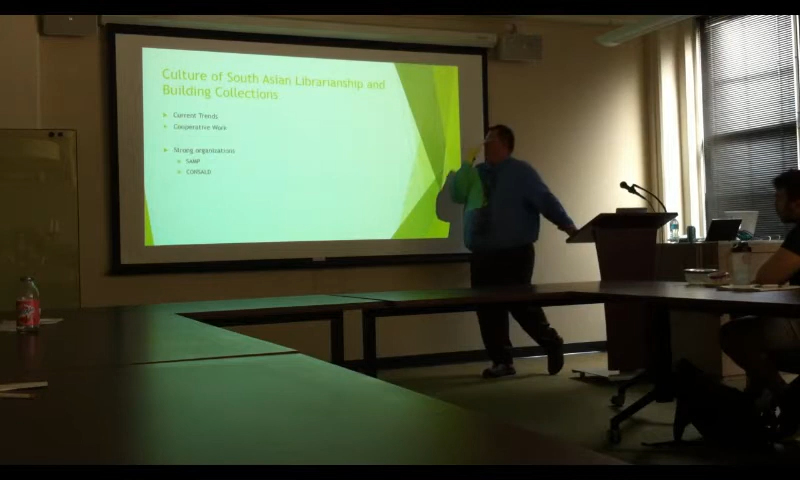 Culture of South Asian Librarianship and
Building Collections
Current Trends
Cooperative Work
Strong organizations
SAMP
CONSALD